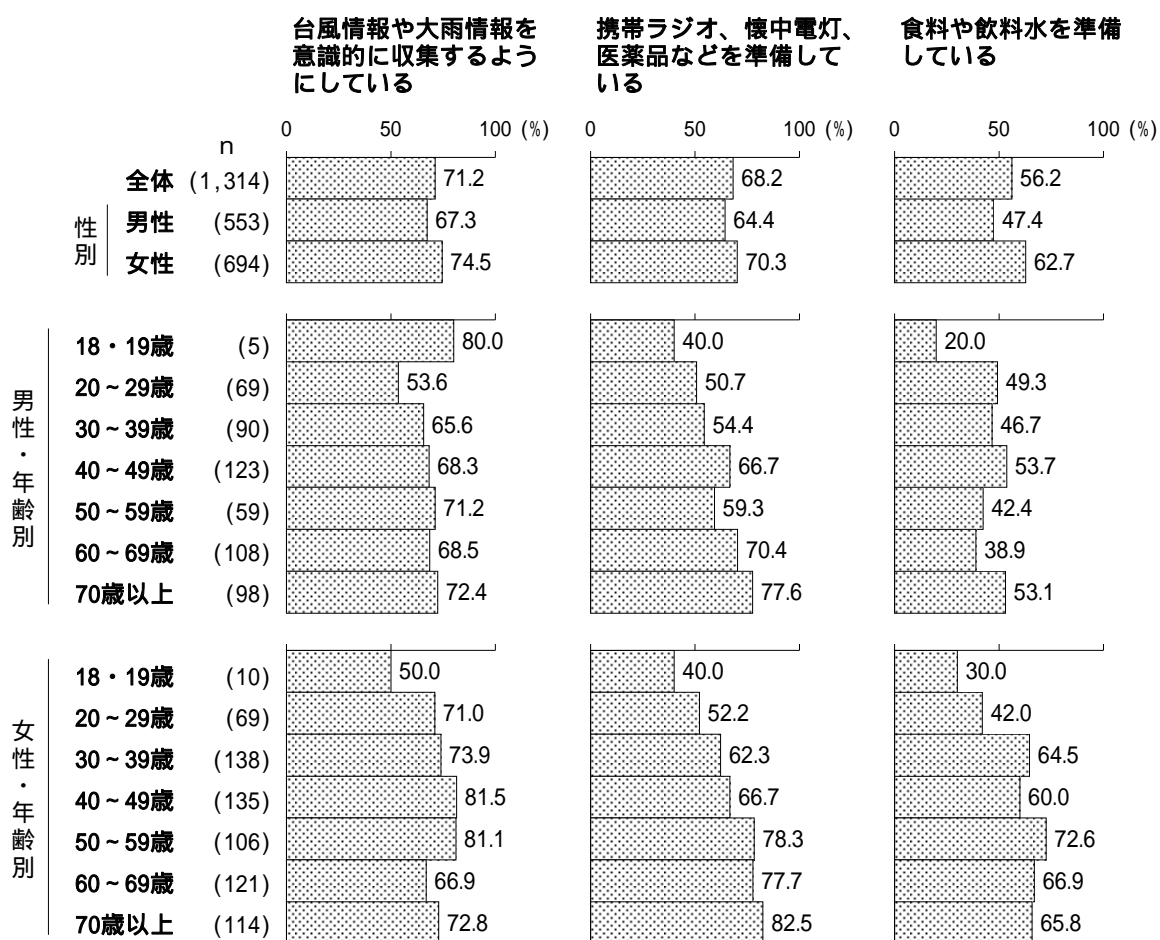 台風情報や大雨情報を
意識的に収集するよう
にしている
携帯ラジオ、懐中電灯、
医薬品などを準備して
いる
食料や飲料水を準備
している
n
0 50 100 (%) 0 50 100 (%) 0 50 100 (%)
全体 (1,314) 71.2 68.2 56.2
性別
男性 (553) 67.3 64.4 47.4
女性 (694) 74.5 70.3 62.7
男性・年齢別
18・19歳 (5) 80.0 40.0 20.0
20~29歳 (69) 53.6 50.7 49.3
30~39歳 (90) 65.6 54.4 46.7
40~49歳 (123) 68.3 66.7 53.7
50~59歳 (59) 71.2 59.3 42.4
60~69歳 (108) 68.5 70.4 38.9
70歳以上 (98) 72.4 77.6 53.1
女性・年齢別
18・19歳 (10) 50.0 40.0 30.0
20~29歳 (69) 71.0 52.2 42.0
30~39歳 (138) 73.9 62.3 64.5
40~49歳 (135) 81.5 66.7 60.0
50~59歳 (106) 81.1 78.3 72.6
60~69歳 (121) 66.9 77.7 66.9
70歳以上 (114) 72.8 82.5 65.8